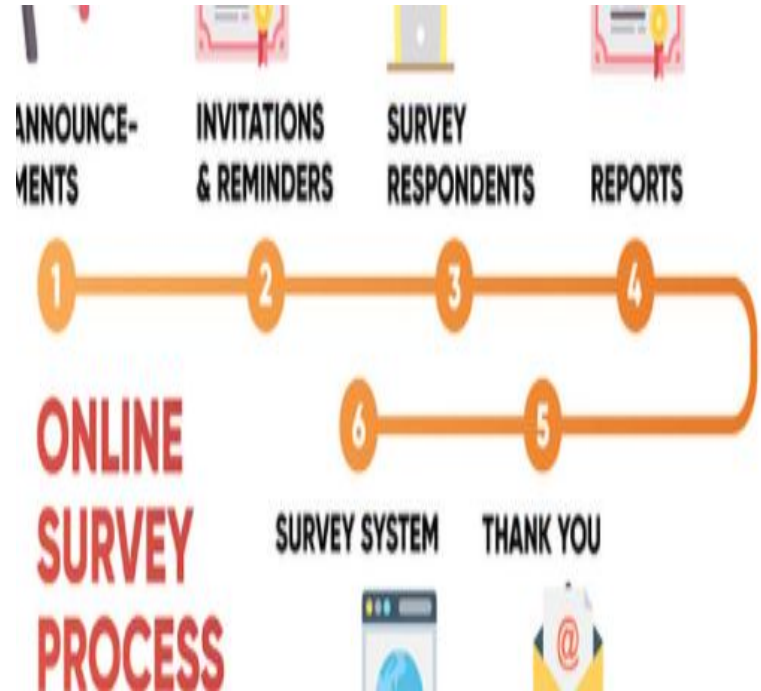 ANNOUNCE-
MENTS
INVITATIONS
& REMINDERS
SURVEY
RESPONDENTS
REPORTS
1
2
3
4
6
5
ONLINE
SURVEY
PROCESS
SURVEY SYSTEM
THANK YOU
@